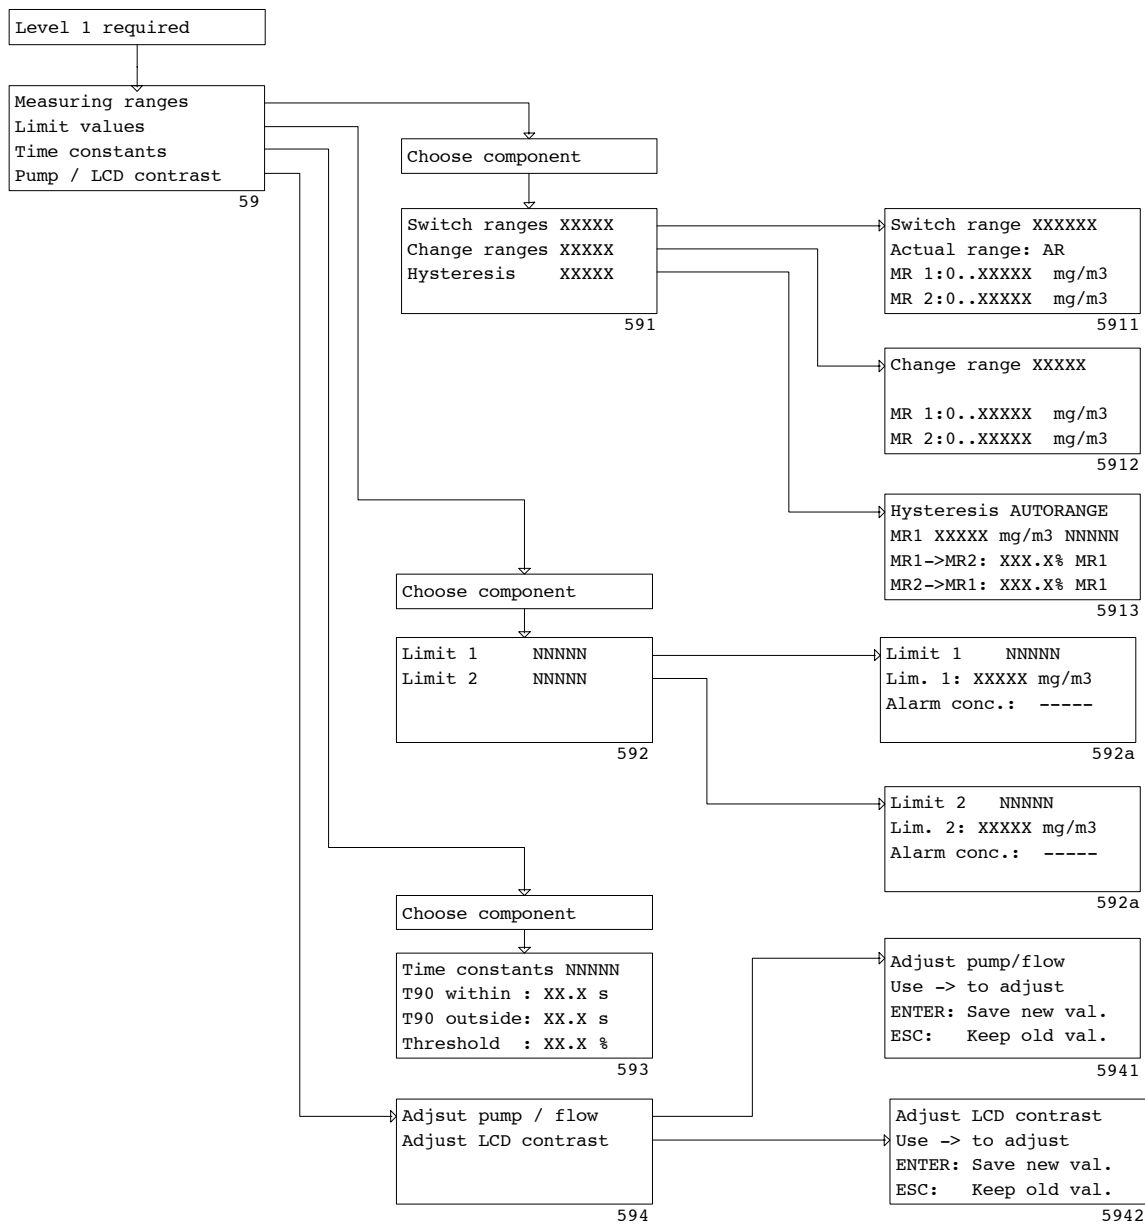 Level 1 required
Measuring ranges
Limit values
Time constants
Pump / LCD contrast
59
Choose component
Switch ranges XXXXX
Change ranges XXXXX
Hysteresis    XXXXX
591
Switch range XXXXXX
Actual range: AR
MR 1:0..XXXXX  mg/m3
MR 2:0..XXXXX  mg/m3
5911
Change range XXXXX
MR 1:0..XXXXX  mg/m3
MR 2:0..XXXXX  mg/m3
5912
Hysteresis AUTORANGE
MR1 XXXXX mg/m3 NNNNN
MR1->MR2: XXX.X% MR1
MR2->MR1: XXX.X% MR1
5913
Choose component
Limit 1     NNNNN
Limit 2     NNNNN
592
Limit 1    NNNNN
Lim. 1: XXXXX mg/m3
Alarm conc.:  -----
592a
Limit 2   NNNNN
Lim. 2: XXXXX mg/m3
Alarm conc.:  -----
592a
Choose component
Time constants NNNNN
T90 within : XX.X s
T90 outside: XX.X s
Threshold  : XX.X %
593
Adjsut pump / flow
Adjust LCD contrast
594
Adjust pump/flow
Use -> to adjust
ENTER: Save new val.
ESC:   Keep old val.
5941
Adjust LCD contrast
Use -> to adjust
ENTER: Save new val.
ESC:   Keep old val.
5942